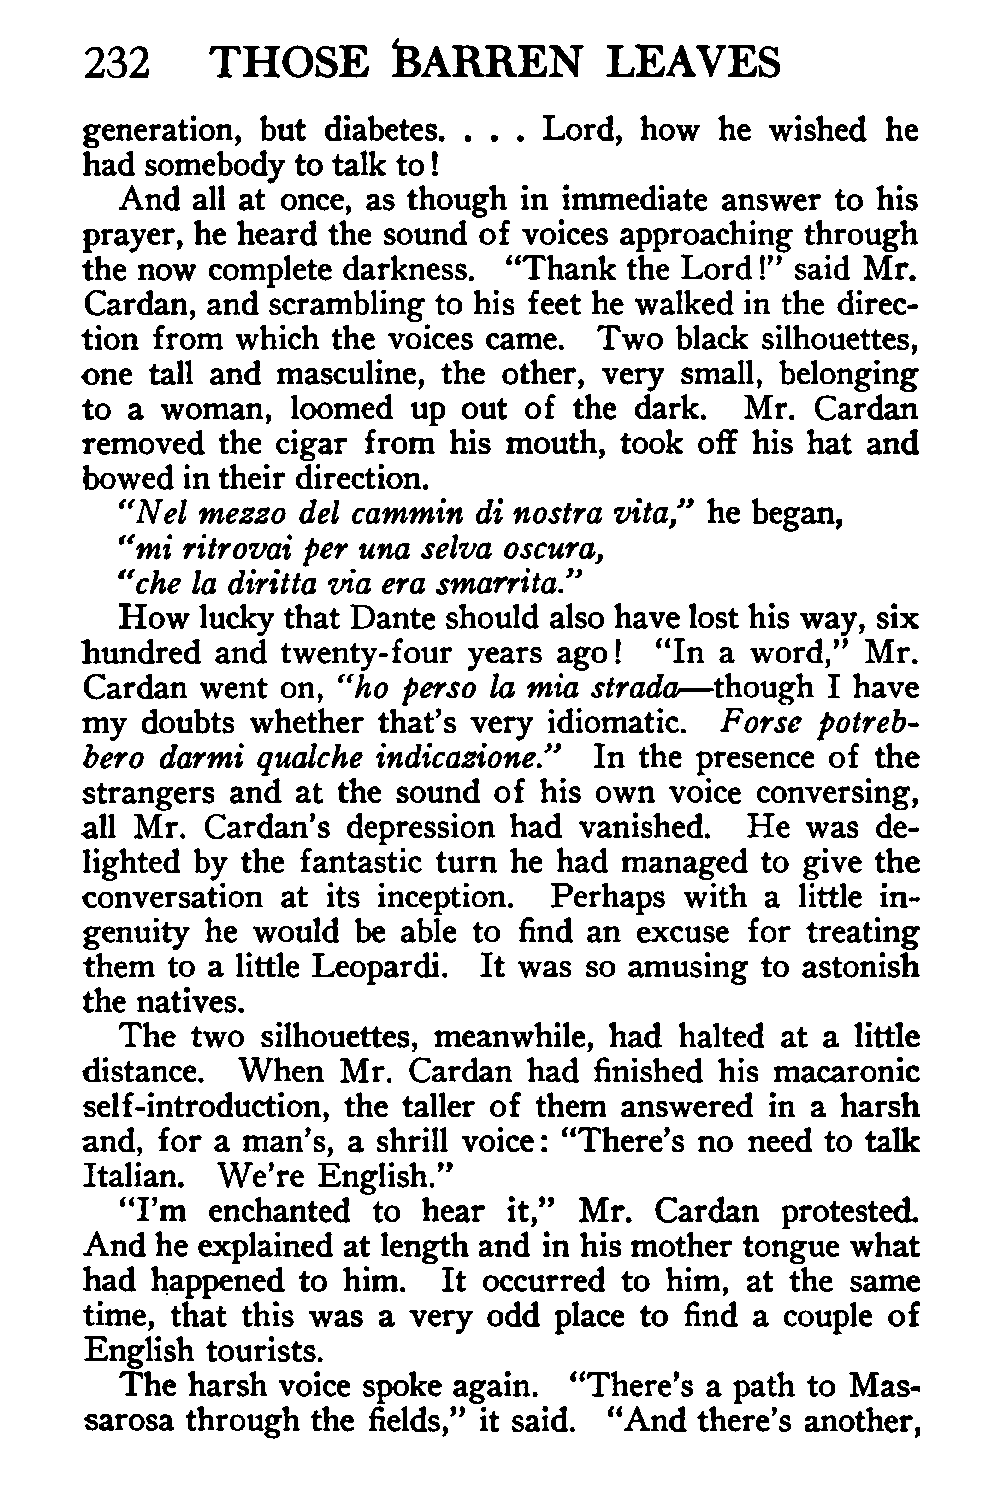 232 THOSE BARREN LEAVES
generation, but diabetes. . . . Lord, how he wished he
had somebody to talk to!
And all at once, as though in immediate answer to his
prayer, he heard the sound of voices approaching through
the now complete darkness. “Thank the Lord!” said Mr.
Cardan, and scrambling to his feet he walked in the direc-
tion from which the voices came. Two black silhouettes,
one tall and masculine, the other, very small, belonging
to a woman, loomed up out of the dark. Mr. Cardan
removed the cigar from his mouth, took off his hat and
bowed in their direction.
“Nel mezzo del cammin di nostra vita,” he began,
“mi ritrovai per una selva oscura,
“che la diritta via era smarrita.”
How lucky that Dante should also have lost his way, six
hundred and twenty-four years ago! “In a word,” Mr.
Cardan went on, “ho perso la mia strada—though I have
my doubts whether that’s very idiomatic. Forse potreb-
bero darmi qualche indicazione.” In the presence of the
strangers and at the sound of his own voice conversing,
all Mr. Cardan’s depression had vanished. He was de-
lighted by the fantastic turn he had managed to give the
conversation at its inception. Perhaps with a little in-
genuity he would be able to find an excuse for treating
them to a little Leopardi. It was so amusing to astonish
the natives.
The two silhouettes, meanwhile, had halted at a little
distance. When Mr. Cardan had finished his macaronic
self-introduction, the taller of them answered in a harsh
and, for a man’s, a shrill voice: “There’s no need to talk
Italian. We’re English.”
“I’m enchanted to hear it,” Mr. Cardan protested.
And he explained at length and in his mother tongue what
had happened to him. It occurred to him, at the same
time, that this was a very odd place to find a couple of
English tourists.
The harsh voice spoke again. “There’s a path to Mas-
sarosa through the fields,” it said. “And there’s another,